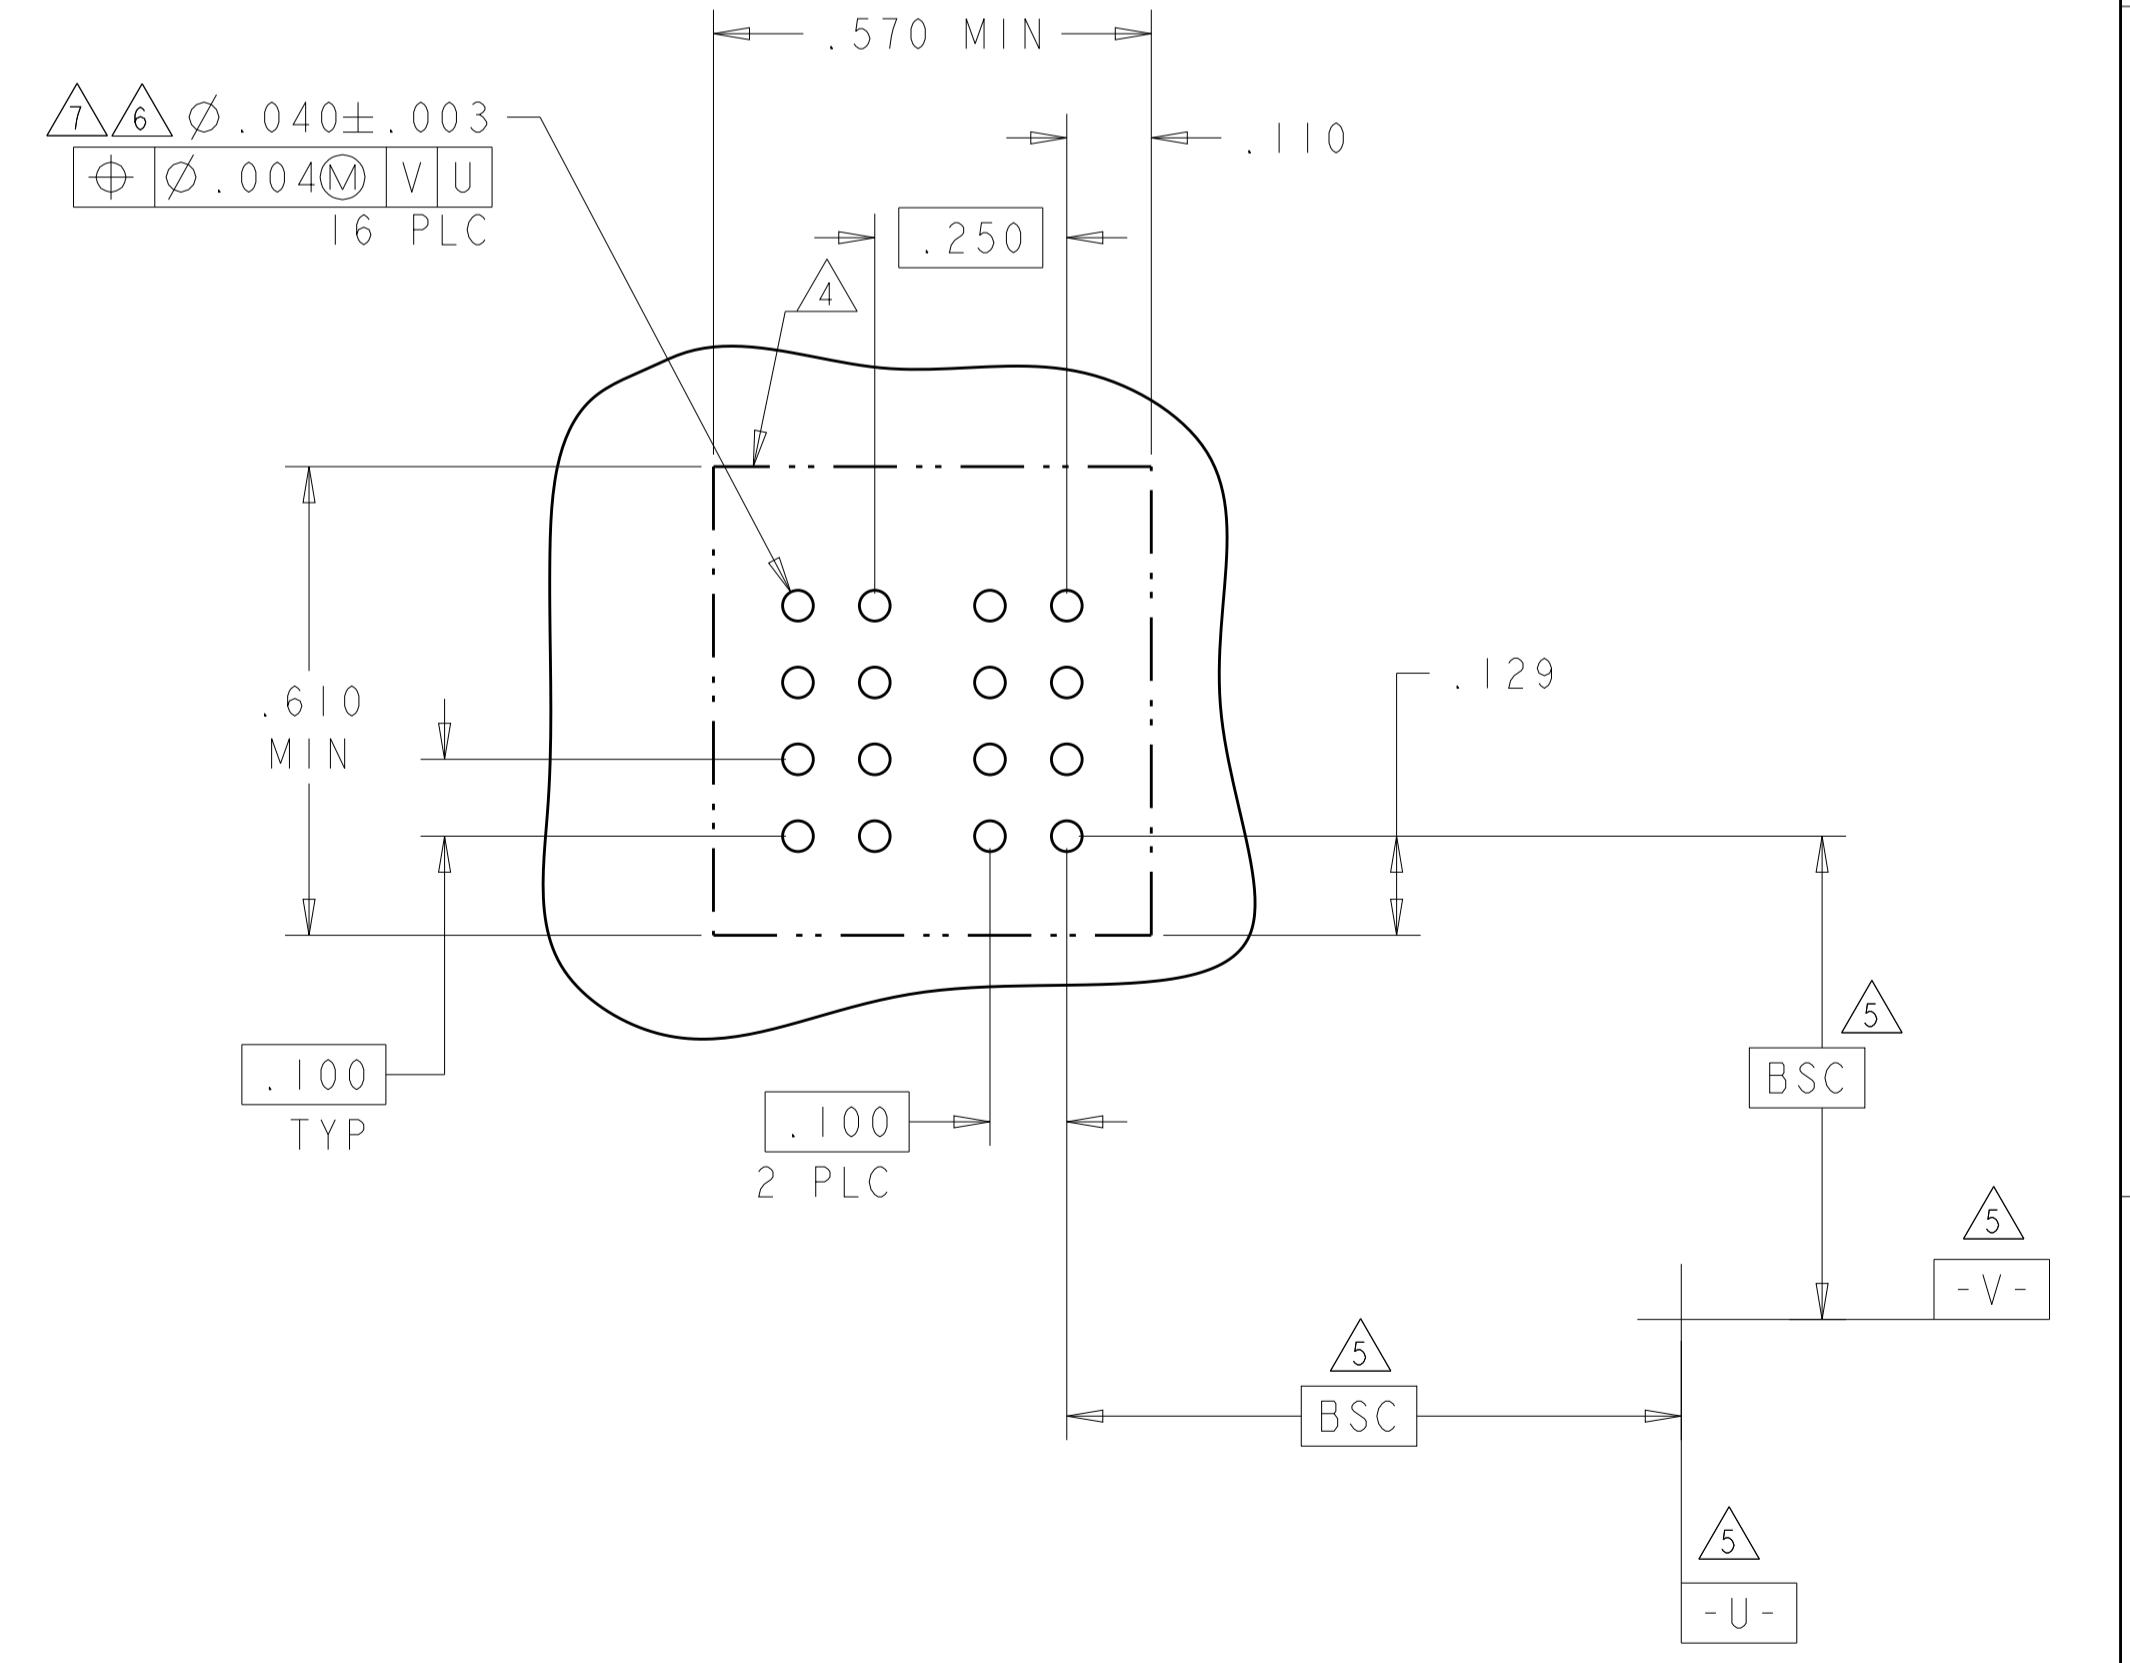 .570 MIN
7 6 ∅.040±.003
⌖ ∅.004Ⓜ V U
16 PLC
.110
.250
4
.129
.610
MIN
5
BSC
.100
TYP
.100
2 PLC
5
-V-
5
BSC
5
-U-